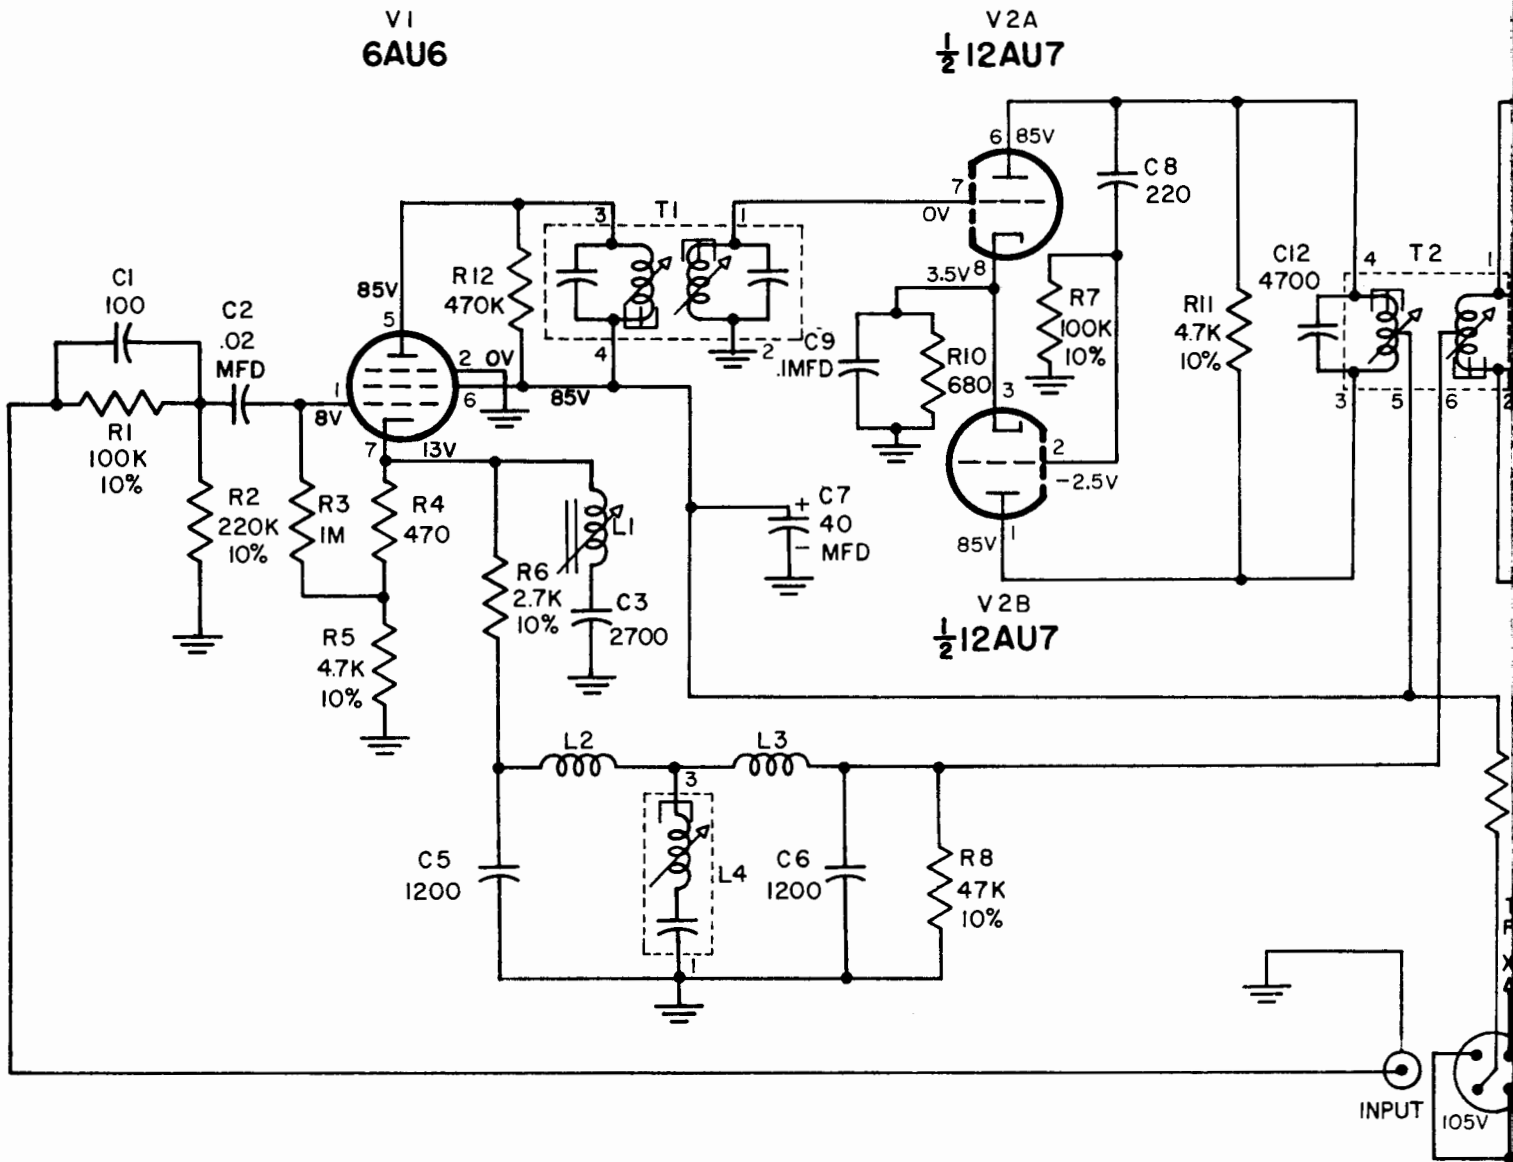 V1
6AU6
V2A
½ 12AU7
6
85V
7
0V
C8
220
T1
3
1
R12
470K
85V
5
C1
100
C2
.02
MFD
4
2
2
0V
6
85V
3.5V
8
C9
.1MFD
R10
680
R7
100K
10%
R11
4.7K
10%
C12
4700
4
T2
1
3
5
6
2
1
8V
R1
100K
10%
7
13V
R2
220K
10%
R3
1M
R4
470
L1
+
C7
40
– MFD
3
2
–2.5V
85V
1
V2B
½ 12AU7
R6
2.7K
10%
C3
2700
R5
4.7K
10%
L2
L3
3
C5
1200
L4
C6
1200
R8
47K
10%
1
INPUT
105V